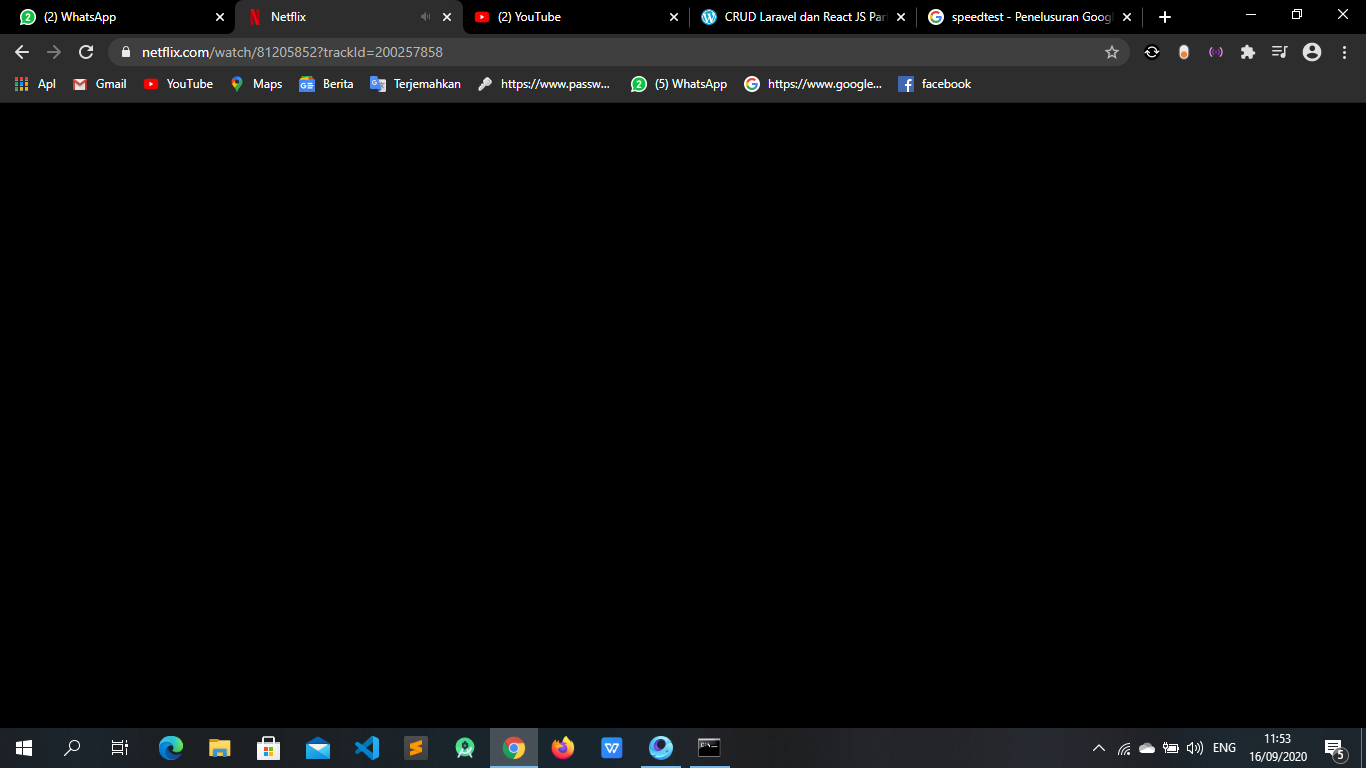 (2) WhatsApp
Netflix
(2) YouTube
CRUD Laravel dan React JS Par
speedtest - Penelusuran Goog
netflix.com/watch/81205852?trackId=200257858
Apl
Gmail
YouTube
Maps
Berita
Terjemahkan
https://www.passw...
(5) WhatsApp
https://www.google...
facebook
ENG
11:53
16/09/2020
5